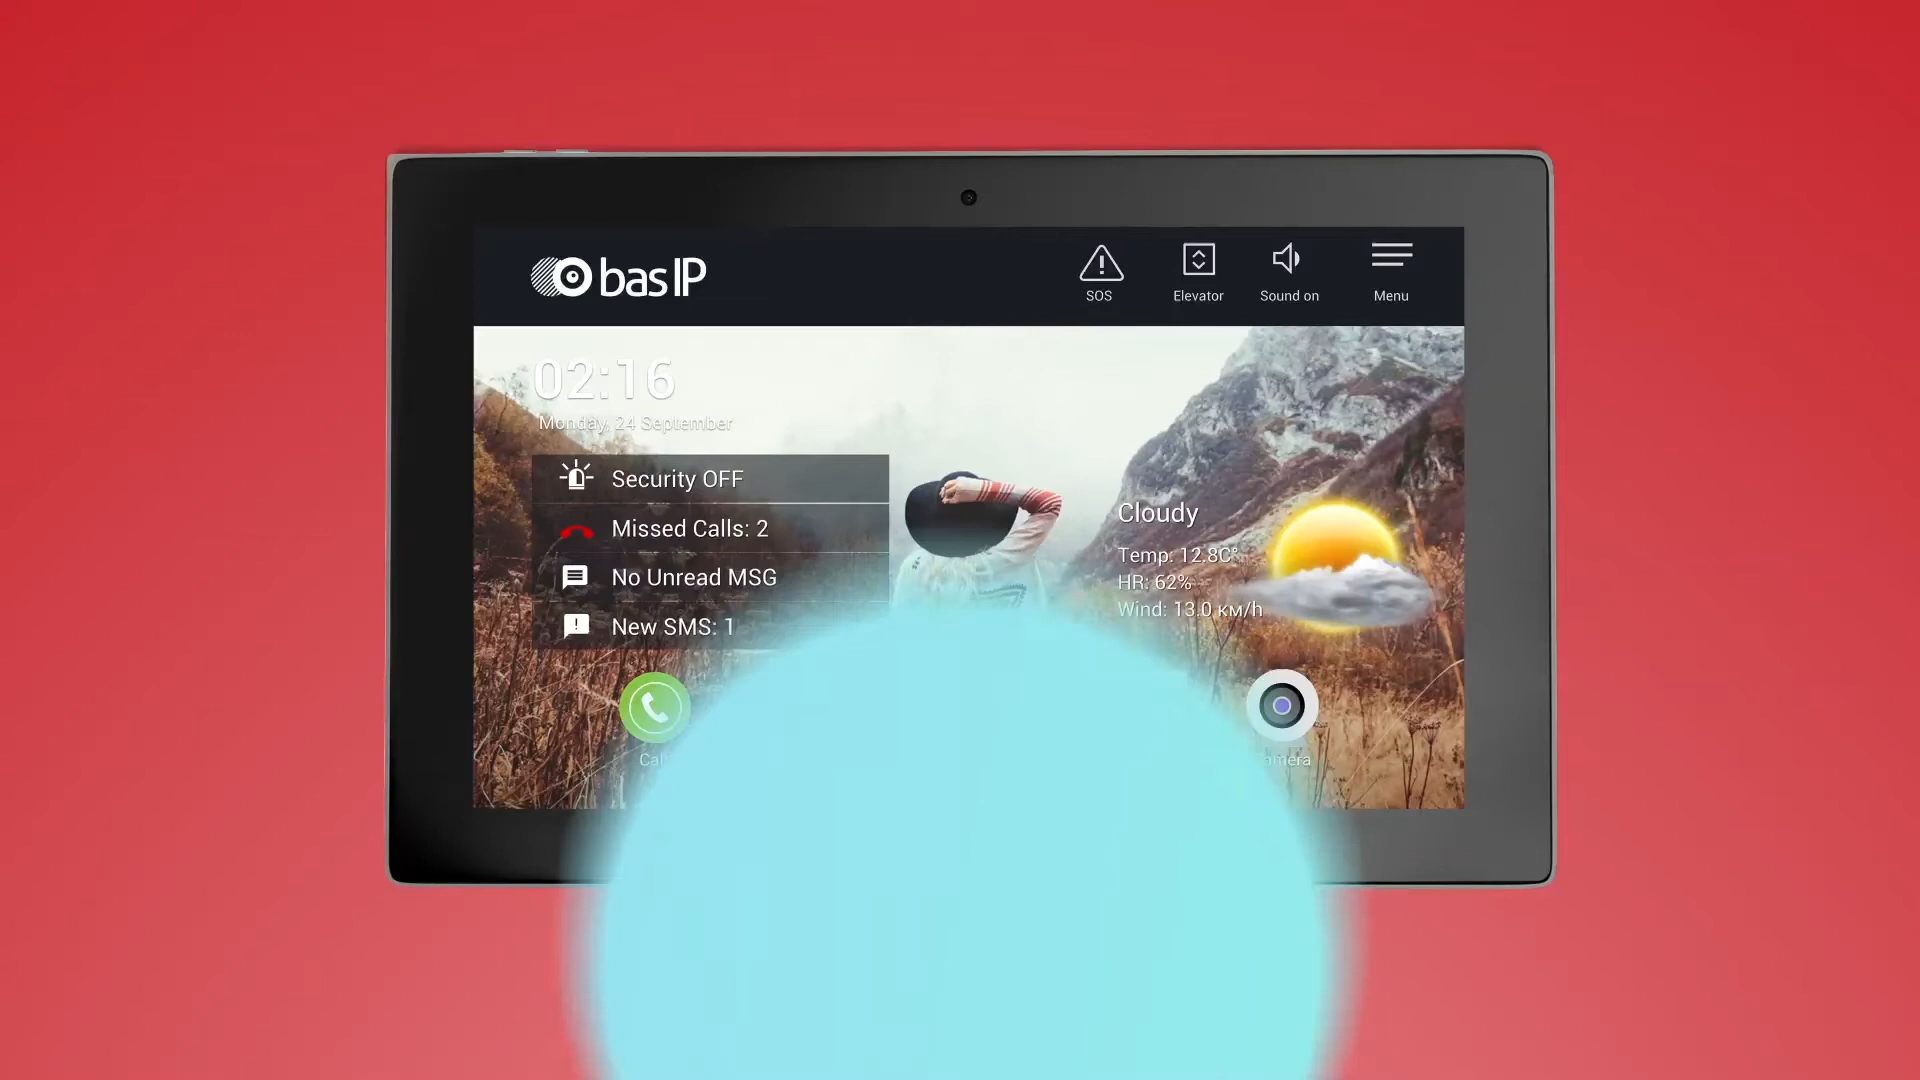 bas IP
SOS
Elevator
Sound on
Menu
02:16
Monday, 24 September
Security OFF
Missed Calls: 2
No Unread MSG
New SMS: 1
Cloudy
Temp: 12.8C°
HR: 62%
Wind: 13.0 км/h